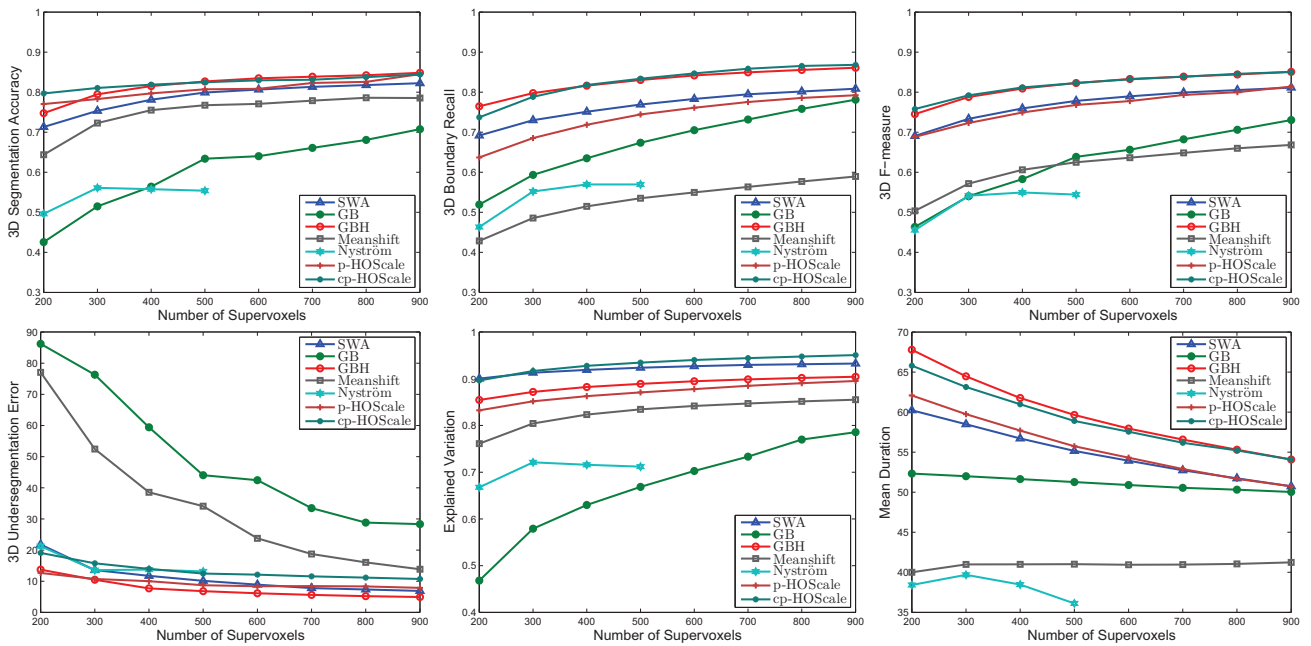 1
0.9
0.8
0.7
0.6
0.5
0.4
0.3
3D Segmentation Accuracy
200 300 400 500 600 700 800 900
Number of Supervoxels
SWA
GB
GBH
Meanshift
Nyström
p-HOScale
cp-HOScale
1
0.9
0.8
0.7
0.6
0.5
0.4
0.3
3D Boundary Recall
200 300 400 500 600 700 800 900
Number of Supervoxels
SWA
GB
GBH
Meanshift
Nyström
p-HOScale
cp-HOScale
1
0.9
0.8
0.7
0.6
0.5
0.4
0.3
3D F-measure
200 300 400 500 600 700 800 900
Number of Supervoxels
SWA
GB
GBH
Meanshift
Nyström
p-HOScale
cp-HOScale
90
80
70
60
50
40
30
20
10
0
3D Undersegmentation Error
200 300 400 500 600 700 800 900
Number of Supervoxels
SWA
GB
GBH
Meanshift
Nyström
p-HOScale
cp-HOScale
1
0.9
0.8
0.7
0.6
0.5
0.4
Explained Variation
200 300 400 500 600 700 800 900
Number of Supervoxels
SWA
GB
GBH
Meanshift
Nyström
p-HOScale
cp-HOScale
70
65
60
55
50
45
40
35
Mean Duration
200 300 400 500 600 700 800 900
Number of Supervoxels
SWA
GB
GBH
Meanshift
Nyström
p-HOScale
cp-HOScale